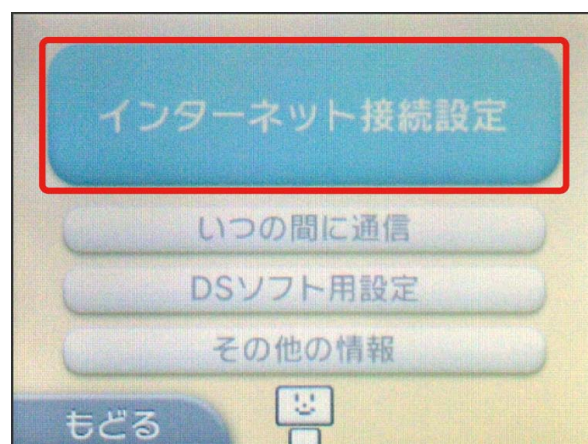 インターネット接続設定
いつの間に通信
DSソフト用設定
その他の情報
もどる